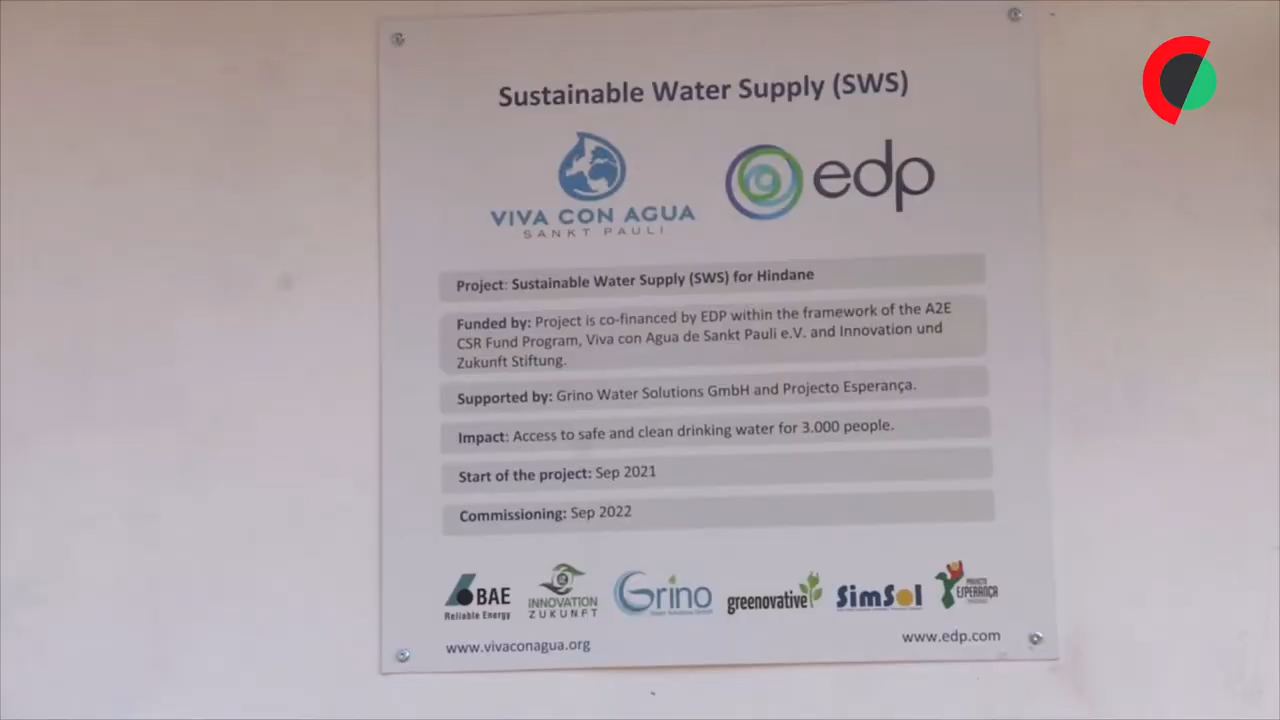 Sustainable Water Supply (SWS)
VIVA CON AGUA
SANKT PAULI
edp
Project: Sustainable Water Supply (SWS) for Hindane
Funded by: Project is co-financed by EDP within the framework of the A2E
CSR Fund Program, Viva con Agua de Sankt Pauli e.V. and Innovation und
Zukunft Stiftung.
Supported by: Grino Water Solutions GmbH and Projecto Esperança.
Impact: Access to safe and clean drinking water for 3.000 people.
Start of the project: Sep 2021
Commissioning: Sep 2022
BAE
Reliable Energy
INNOVATION
ZUKUNFT
Grino
greenovative
SimSol
PROJECTO
ESPERANÇA
www.vivaconagua.org
www.edp.com